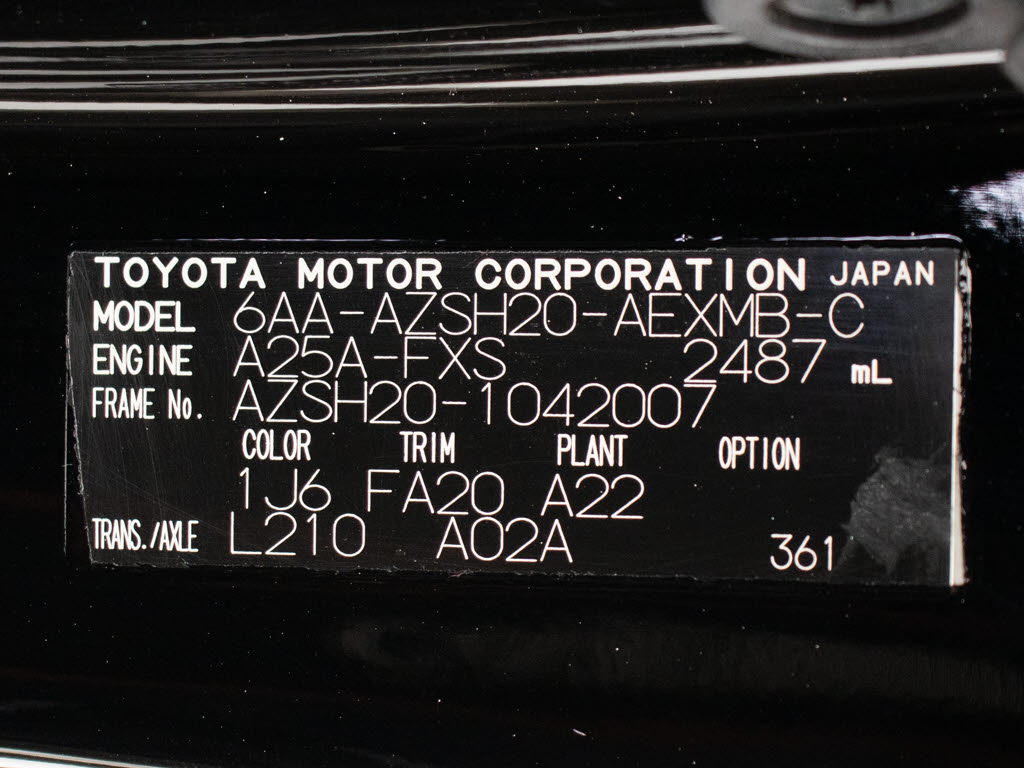 TOYOTA MOTOR CORPORATION JAPAN
MODEL 6AA-AZSH20-AEXMB-C
ENGINE A25A-FXS 2487 mL
FRAME No. AZSH20-1042007
COLOR TRIM PLANT OPTION
1J6 FA20 A22
TRANS./AXLE L210 A02A 361